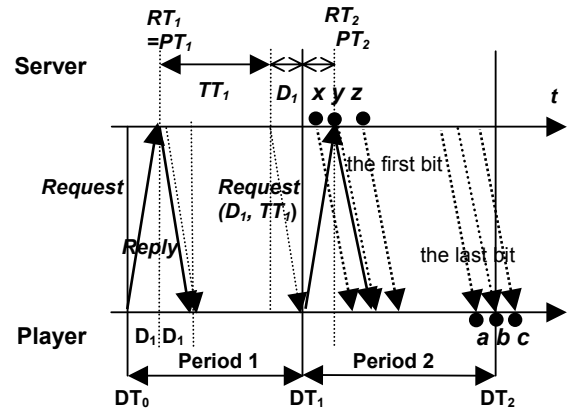 RT1
=PT1
RT2
PT2
Server
TT1
D1
x y z
t
Request
Request
(D1, TT1)
the first bit
Reply
the last bit
Player
D1 D1
Period 1
Period 2
a b c
DT0
DT1
DT2